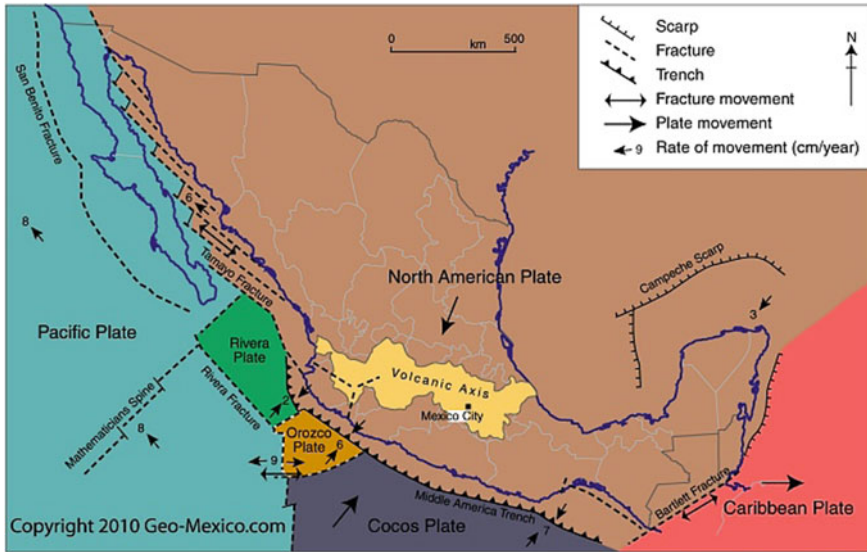 0 500
km
Scarp
Fracture
Trench
Fracture movement
Plate movement
9 Rate of movement (cm/year)
N
San Benito Fracture
8
6
Tamayo Fracture
North American Plate
Campeche Scarp
3
Pacific Plate
Rivera
Plate
Rivera Fracture
Volcanic Axis
Mexico City
Mathematicians Spine
8
2
Orozco
Plate
6
9
Middle America Trench
7
Bartlett Fracture
Caribbean Plate
Cocos Plate
Copyright 2010 Geo-Mexico.com